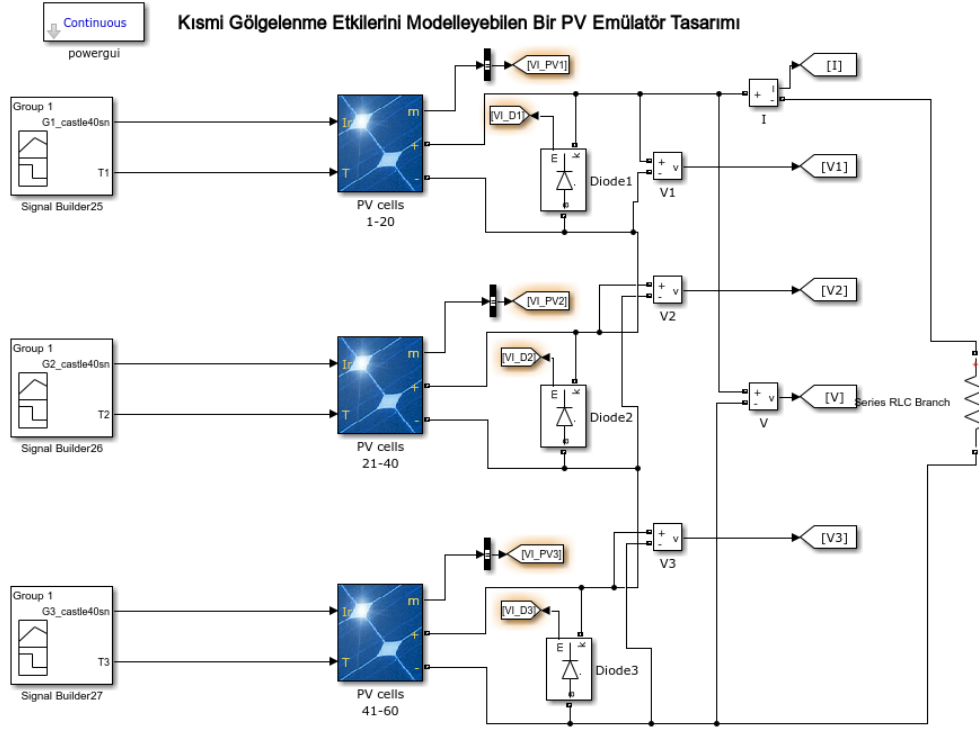 Continuous
powergui
Kısmi Gölgelenme Etkilerini Modelleyebilen Bir PV Emülatör Tasarımı
Group 1
G1_castle40sn
T1
Signal Builder25
Ir
T
m
+
-
PV cells
1-20
[VI_PV1]
[VI_D1]
m
k
a
Diode1
+
-
v
V1
[V1]
+
-
I
I
[I]
Group 1
G2_castle40sn
T2
Signal Builder26
Ir
T
m
+
-
PV cells
21-40
[VI_PV2]
[VI_D2]
m
k
a
Diode2
+
-
v
V2
[V2]
+
-
v
V
[V]
+
Series RLC Branch
Group 1
G3_castle40sn
T3
Signal Builder27
Ir
T
m
+
-
PV cells
41-60
[VI_PV3]
[VI_D3]
m
k
a
Diode3
+
-
v
V3
[V3]